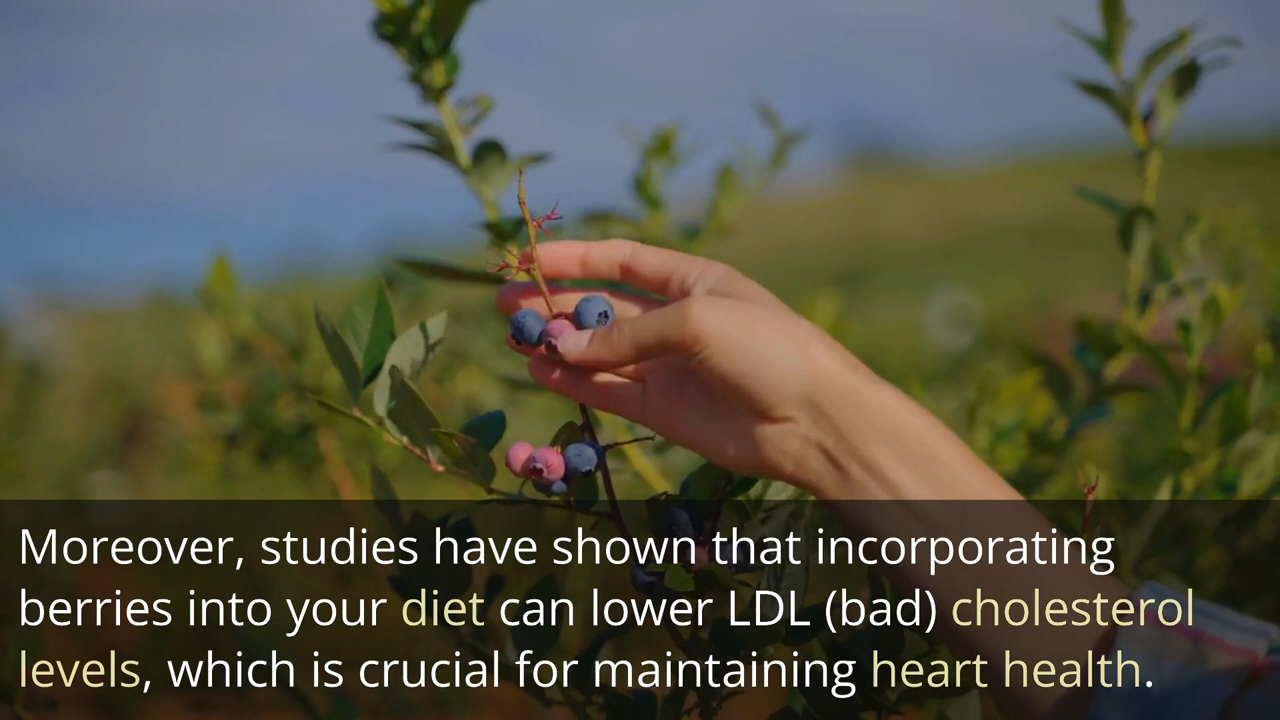 Moreover, studies have shown that incorporating
berries into your diet can lower LDL (bad) cholesterol
levels, which is crucial for maintaining heart health.